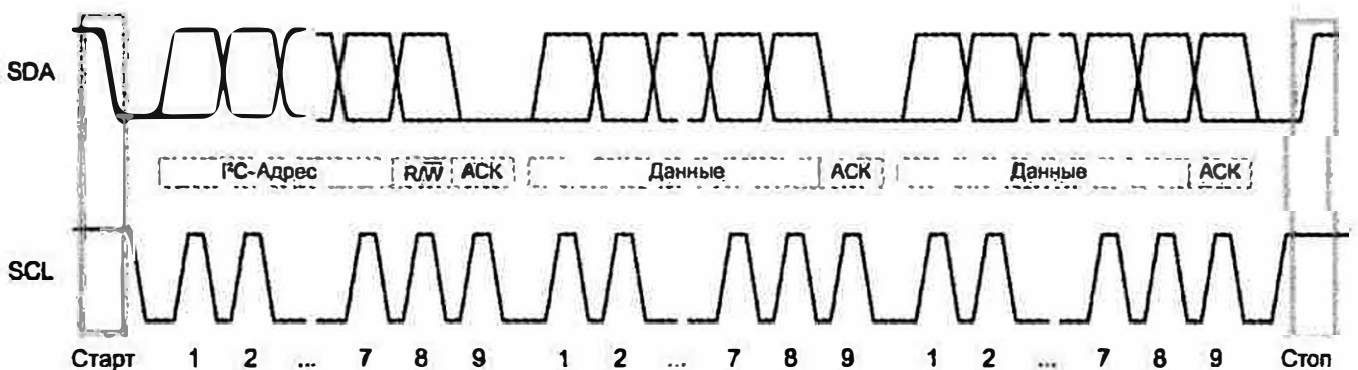 SDA
I²C-Адрес R/W̅ ACK Данные ACK Данные ACK
SCL
Старт 1 2 ... 7 8 9 1 2 ... 7 8 9 1 2 ... 7 8 9 Стоп